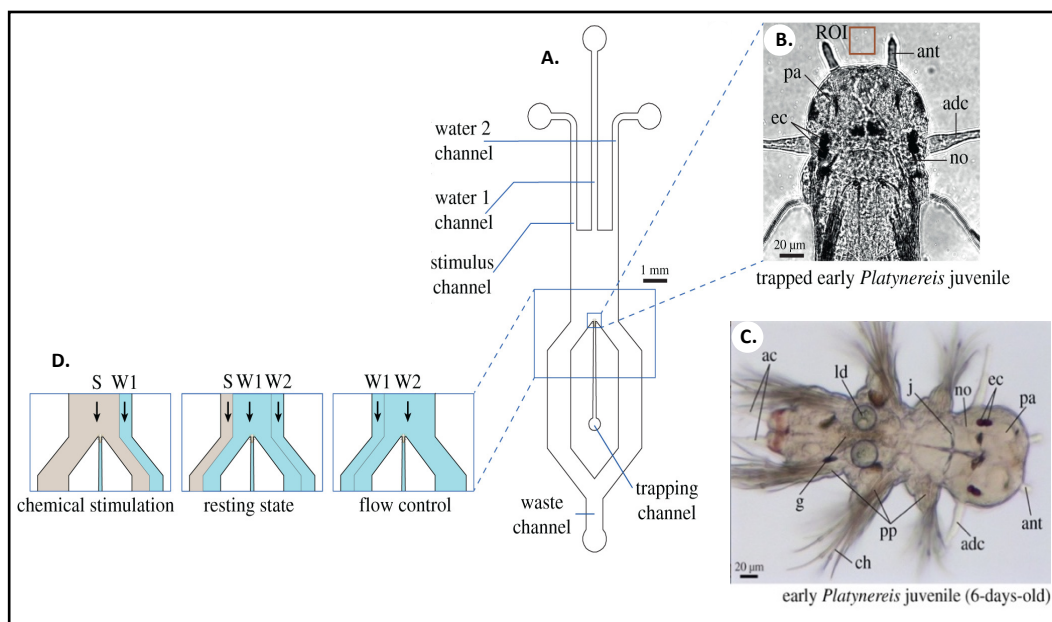 A.
water 2
channel
water 1
channel
stimulus
channel
1 mm
waste
channel
trapping
channel
B.
ROI
ant
pa
adc
ec
no
20 µm
trapped early Platynereis juvenile
C.
ac
ld
j
no
ec
pa
g
pp
ch
adc
ant
20 µm
early Platynereis juvenile (6-days-old)
D.
S W1
S W1 W2
W1 W2
chemical stimulation
resting state
flow control